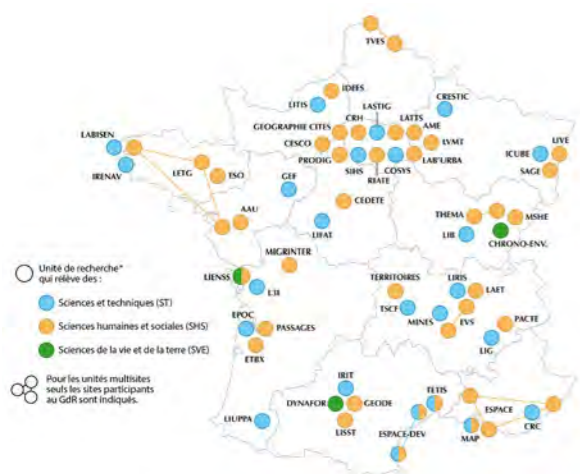 TVES
IDEES
LITIS
CRESTIC
LASTIG
CRH
LATTS
GEOGRAPHIE CITES
AME
CESCO
LVMT
PRODIG
LAB'URBA
SIHS
COSYS
RIATE
LABISEN
IRENAV
LETG
ESO
AAU
GEF
CEDETE
LIFAT
ICUBE
LIVE
SAGE
THEMA
MSHE
LIB
CHRONO-ENV.
MIGRINTER
LIENSS
L3I
Unité de recherche*
qui relève des :
Sciences et techniques (ST)
Sciences humaines et sociales (SHS)
Sciences de la vie et de la terre (SVE)
Pour les unités multisites
seuls les sites participants
au GdR sont indiqués.
EPOC
PASSAGES
ETBX
TERRITOIRES
LIRIS
LAET
TSCF
MINES
EVS
PACTE
LIG
IRIT
DYNAFOR
GEODE
LISST
LIUPPA
TETIS
ESPACE-DEV
ESPACE
MAP
CRC